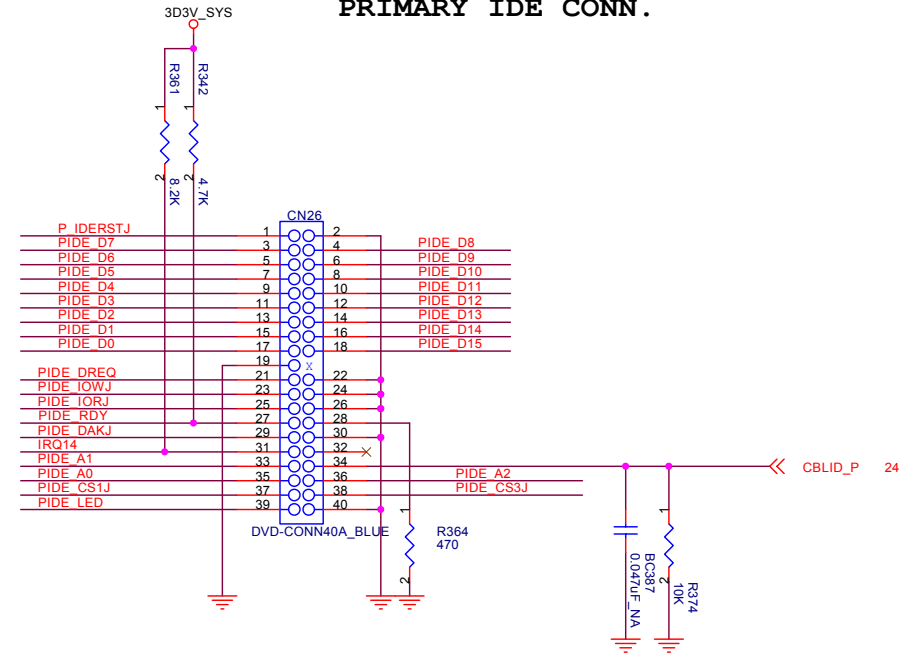 PRIMARY IDE CONN.
3D3V_SYS
R361
R342
1
1
2
2
8.2K
4.7K
CN26
P_IDERSTJ 1 2
PIDE_D7 3 4 PIDE_D8
PIDE_D6 5 6 PIDE_D9
PIDE_D5 7 8 PIDE_D10
PIDE_D4 9 10 PIDE_D11
PIDE_D3 11 12 PIDE_D12
PIDE_D2 13 14 PIDE_D13
PIDE_D1 15 16 PIDE_D14
PIDE_D0 17 18 PIDE_D15
19 X
PIDE_DREQ 21 22
PIDE_IOWJ 23 24
PIDE_IORJ 25 26
PIDE_RDY 27 28
PIDE_DAKJ 29 30
IRQ14 31 32
PIDE_A1 33 34
CBLID_P 24
PIDE_A0 35 36 PIDE_A2
PIDE_CS1J 37 38 PIDE_CS3J
PIDE_LED 39 40
DVD-CONN40A_BLUE
1
R364
470
2
BC387
0.047uF_NA
1
R374
10K
2